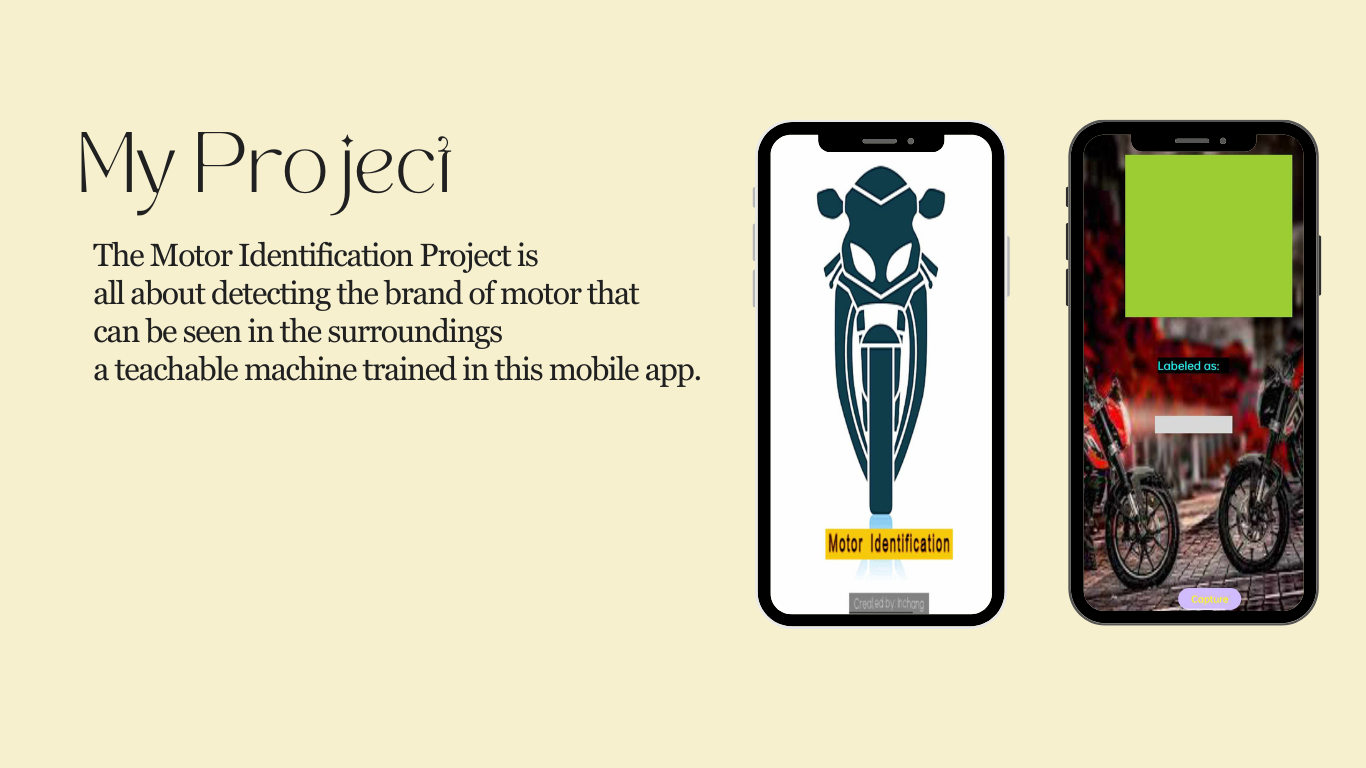 My Project
The Motor Identification Project is
all about detecting the brand of motor that
can be seen in the surroundings
a teachable machine trained in this mobile app.
Motor Identification
Created by Inchang
Labeled as:
Capture